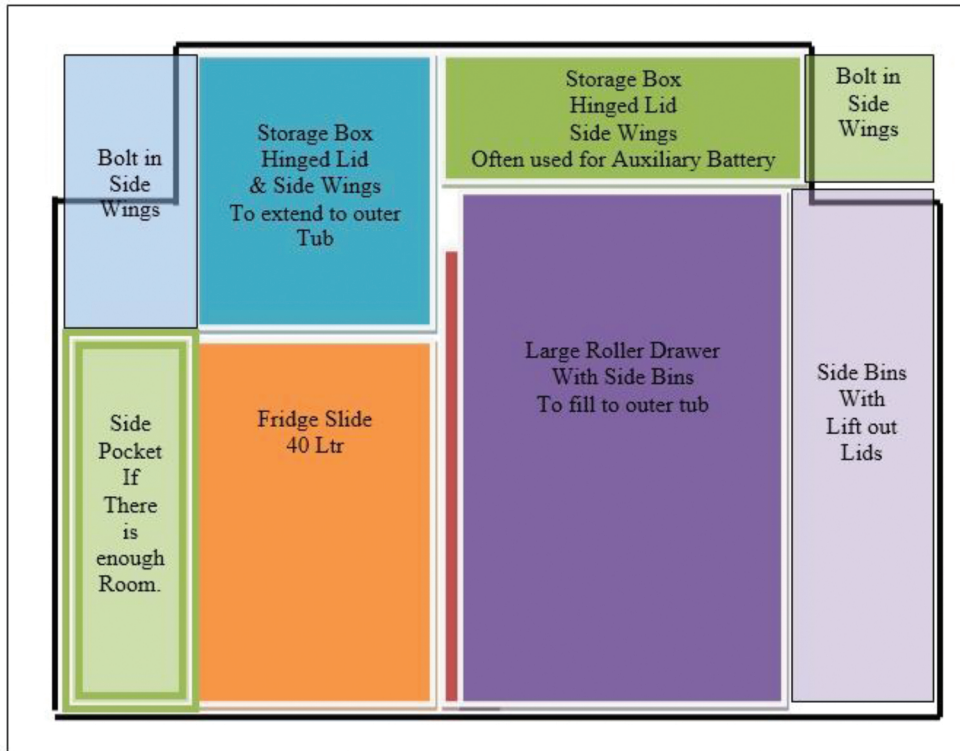 Bolt in
Side
Wings
Storage Box
Hinged Lid
& Side Wings
To extend to outer
Tub
Storage Box
Hinged Lid
Side Wings
Often used for Auxiliary Battery
Bolt in
Side
Wings
Side
Pocket
If
There
is
enough
Room.
Fridge Slide
40 Ltr
Large Roller Drawer
With Side Bins
To fill to outer tub
Side Bins
With
Lift out
Lids